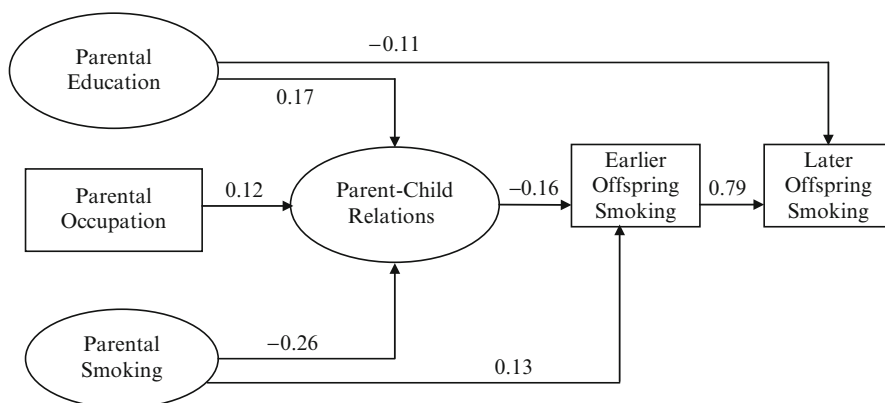 Parental
Education
−0.11
0.17
Parental
Occupation
0.12
Parent-Child
Relations
−0.16
Earlier
Offspring
Smoking
0.79
Later
Offspring
Smoking
Parental
Smoking
−0.26
0.13